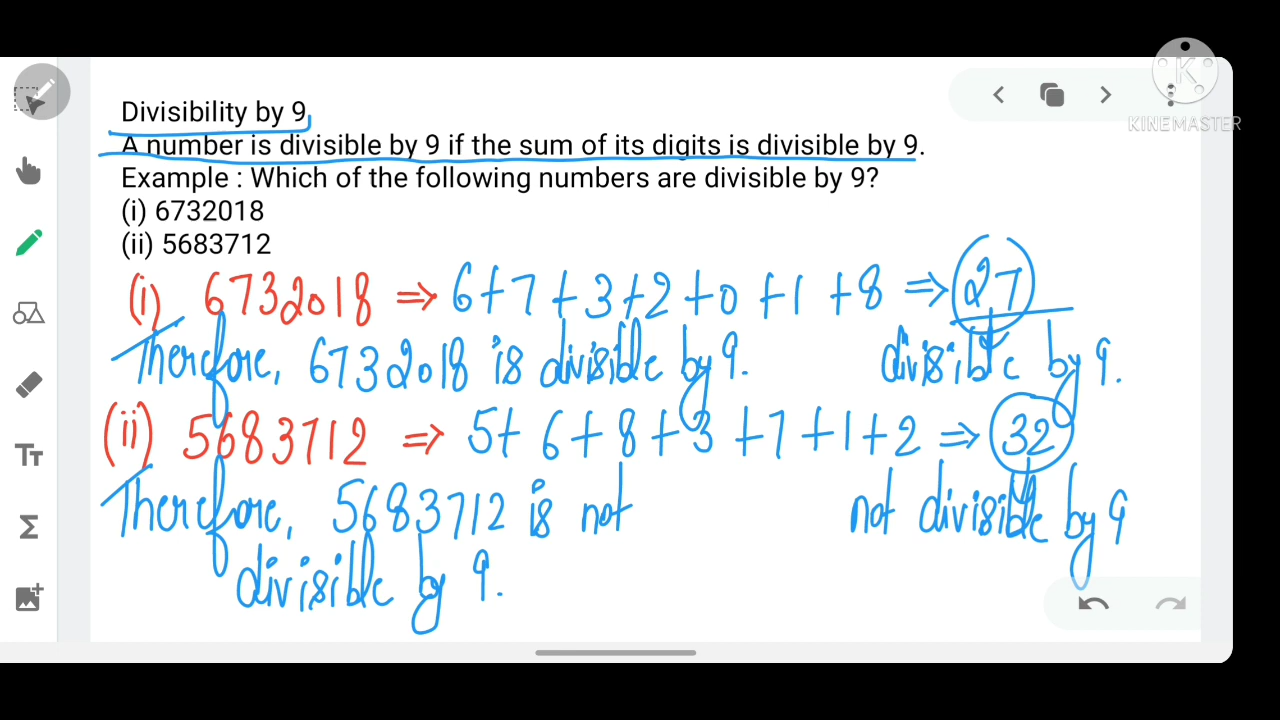 KINEMASTER
Divisibility by 9
A number is divisible by 9 if the sum of its digits is divisible by 9.
Example : Which of the following numbers are divisible by 9?
(i) 6732018
(ii) 5683712
(i) 6732018 ⇒ 6+7+3+2+0+1+8 ⇒ 27
Therefore, 6732018 is divisible by 9. divisible by 9.
(ii) 5683712 ⇒ 5+6+8+3+7+1+2 ⇒ 32
Therefore, 5683712 is not not divisible by 9
divisible by 9.